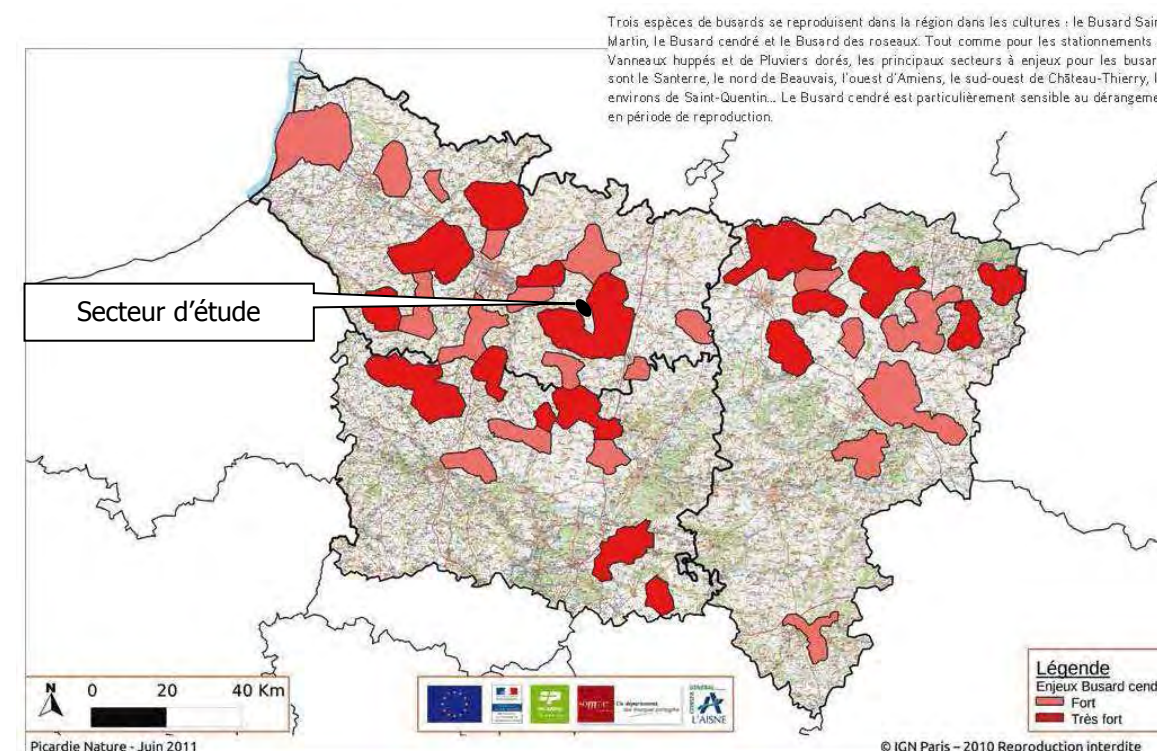 Trois espèces de busards se reproduisent dans la région dans les cultures : le Busard Sain
Martin, le Busard cendré et le Busard des roseaux. Tout comme pour les stationnements
Vanneaux huppés et de Pluviers dorés, les principaux secteurs à enjeux pour les busar
sont le Santerre, le nord de Beauvais, l'ouest d'Amiens, le sud-ouest de Château-Thierry, l
environs de Saint-Quentin... Le Busard cendré est particulièrement sensible au dérangeme
en période de reproduction.
Secteur d'étude
N 0 20 40 Km
somme
L'AISNE
Légende
Enjeux Busard cend
Fort
Très fort
Picardie Nature - Juin 2011
© IGN Paris – 2010 Reproduction interdite